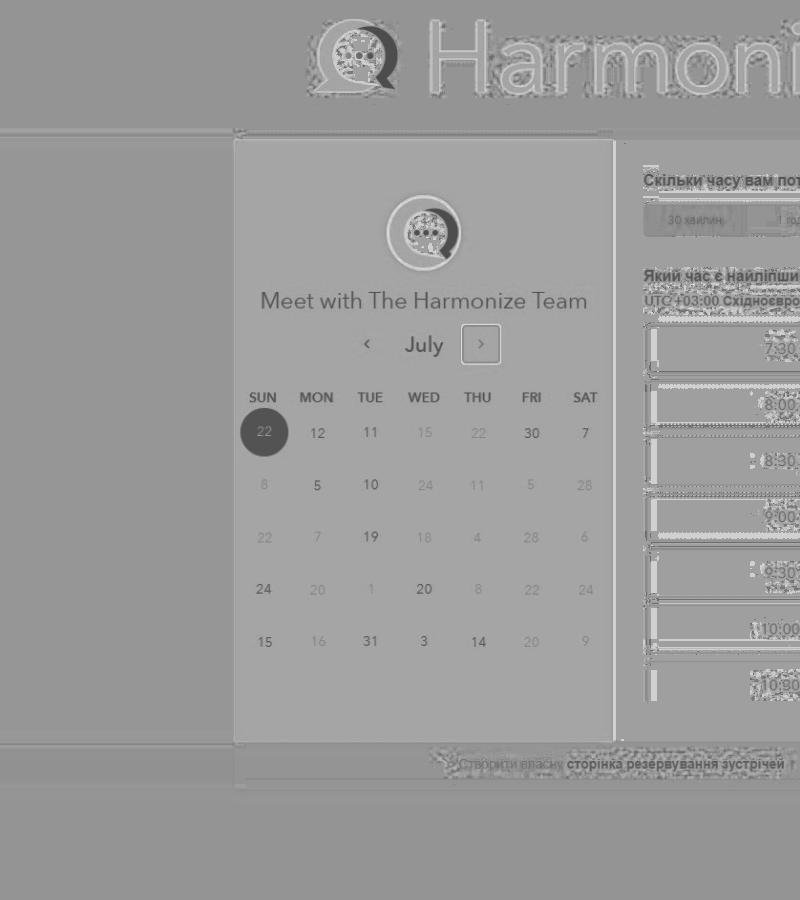 Harmoni
Meet with The Harmonize Team
July
SUN MON TUE WED THU FRI SAT
22 12 11 15 22 30 7
8 5 10 24 11 5 28
22 7 19 18 4 28 6
24 20 1 20 8 22 24
15 16 31 3 14 20 9
Скільки часу вам пот
30 хвилин 1 год
Який час є найліпши
UTC +03:00 Східноєвро
7:30
8:00
8:30
9:00
9:30
10:00
10:30
Створити власну сторінка резервування зустрічей